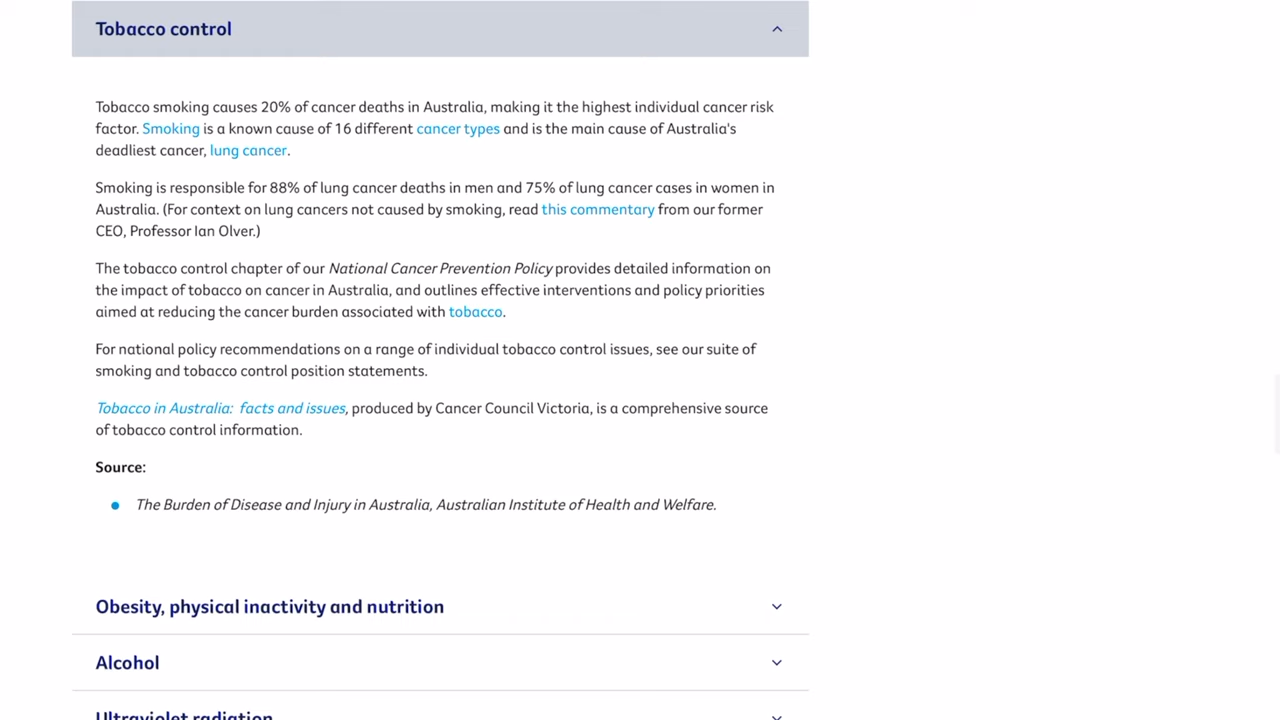 Tobacco control
Tobacco smoking causes 20% of cancer deaths in Australia, making it the highest individual cancer risk
factor. Smoking is a known cause of 16 different cancer types and is the main cause of Australia's
deadliest cancer, lung cancer.
Smoking is responsible for 88% of lung cancer deaths in men and 75% of lung cancer cases in women in
Australia. (For context on lung cancers not caused by smoking, read this commentary from our former
CEO, Professor Ian Olver.)
The tobacco control chapter of our National Cancer Prevention Policy provides detailed information on
the impact of tobacco on cancer in Australia, and outlines effective interventions and policy priorities
aimed at reducing the cancer burden associated with tobacco.
For national policy recommendations on a range of individual tobacco control issues, see our suite of
smoking and tobacco control position statements.
Tobacco in Australia: facts and issues, produced by Cancer Council Victoria, is a comprehensive source
of tobacco control information.
Source:
The Burden of Disease and Injury in Australia, Australian Institute of Health and Welfare.
Obesity, physical inactivity and nutrition
Alcohol
Ultraviolet radiation